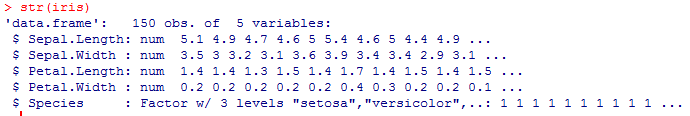 > str(iris)
'data.frame':   150 obs. of  5 variables:
 $ Sepal.Length: num  5.1 4.9 4.7 4.6 5 5.4 4.6 5 4.4 4.9 ...
 $ Sepal.Width : num  3.5 3 3.2 3.1 3.6 3.9 3.4 3.4 2.9 3.1 ...
 $ Petal.Length: num  1.4 1.4 1.3 1.5 1.4 1.7 1.4 1.5 1.4 1.5 ...
 $ Petal.Width : num  0.2 0.2 0.2 0.2 0.2 0.4 0.3 0.2 0.2 0.1 ...
 $ Species     : Factor w/ 3 levels "setosa","versicolor",..: 1 1 1 1 1 1 1 1 1 1 ...